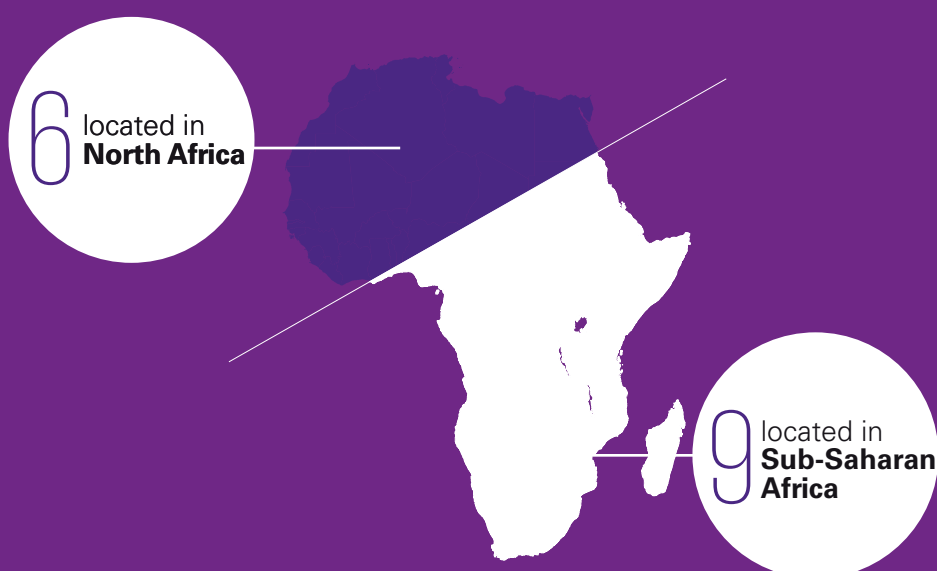 6 located in
North Africa
9 located in
Sub-Saharan
Africa